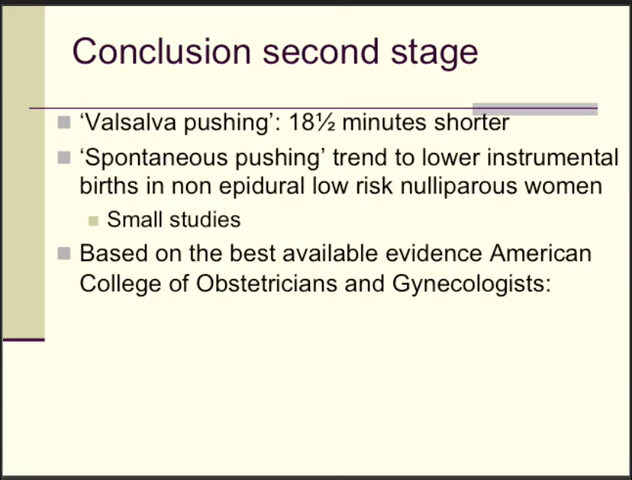 Conclusion second stage
‘Valsalva pushing’: 18½ minutes shorter
‘Spontaneous pushing’ trend to lower instrumental
births in non epidural low risk nulliparous women
Small studies
Based on the best available evidence American
College of Obstetricians and Gynecologists: